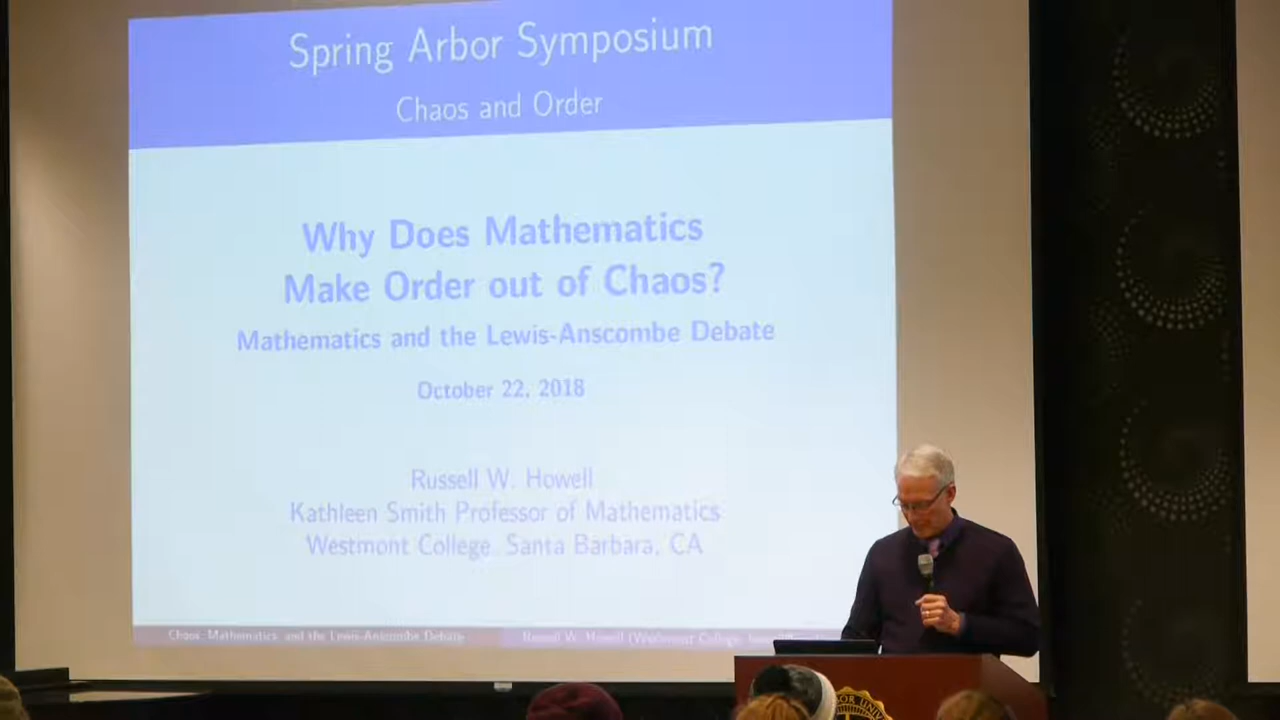 Spring Arbor Symposium
Chaos and Order
Why Does Mathematics
Make Order out of Chaos?
Mathematics and the Lewis-Anscombe Debate
October 22, 2018
Russell W. Howell
Kathleen Smith Professor of Mathematics
Westmont College, Santa Barbara, CA
Chaos, Mathematics, and the Lewis-Anscombe Debate
Russell W. Howell (Westmont College,